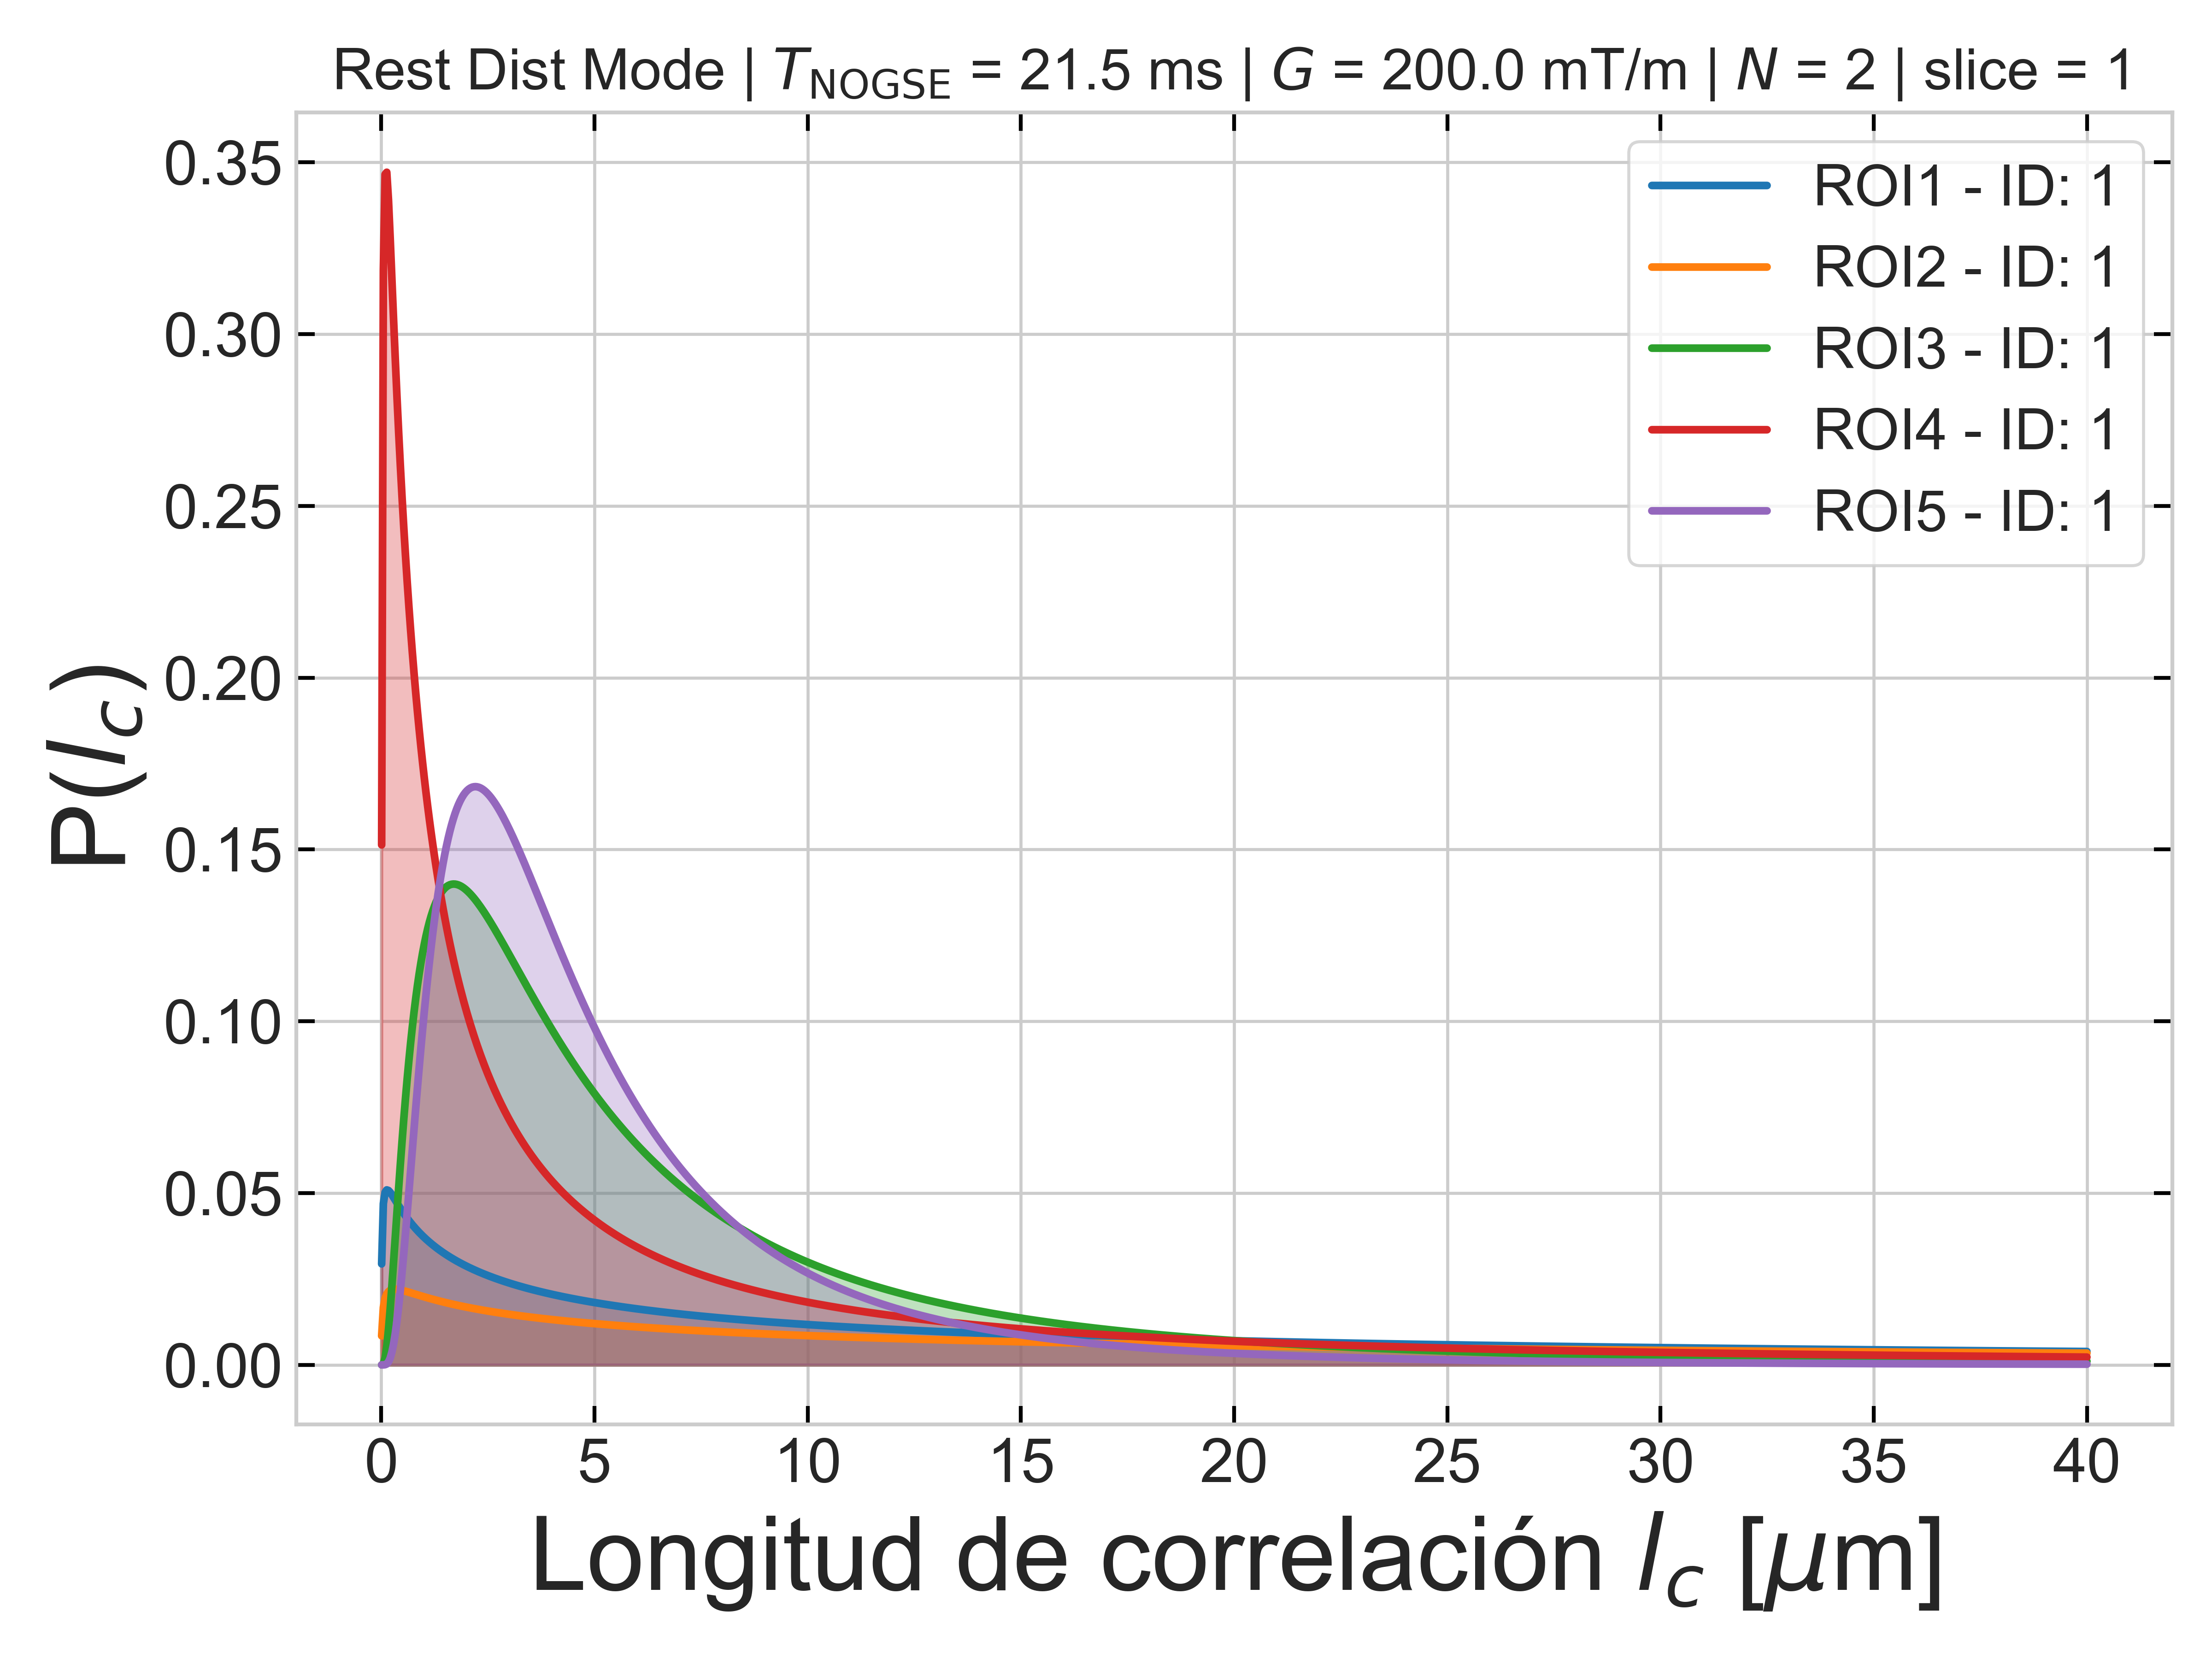 Rest Dist Mode | T_NOGSE = 21.5 ms | G = 200.0 mT/m | N = 2 | slice = 1
ROI1 - ID: 1
ROI2 - ID: 1
ROI3 - ID: 1
ROI4 - ID: 1
ROI5 - ID: 1
P(l_c)
0.35
0.30
0.25
0.20
0.15
0.10
0.05
0.00
0 5 10 15 20 25 30 35 40
Longitud de correlación l_c [μm]